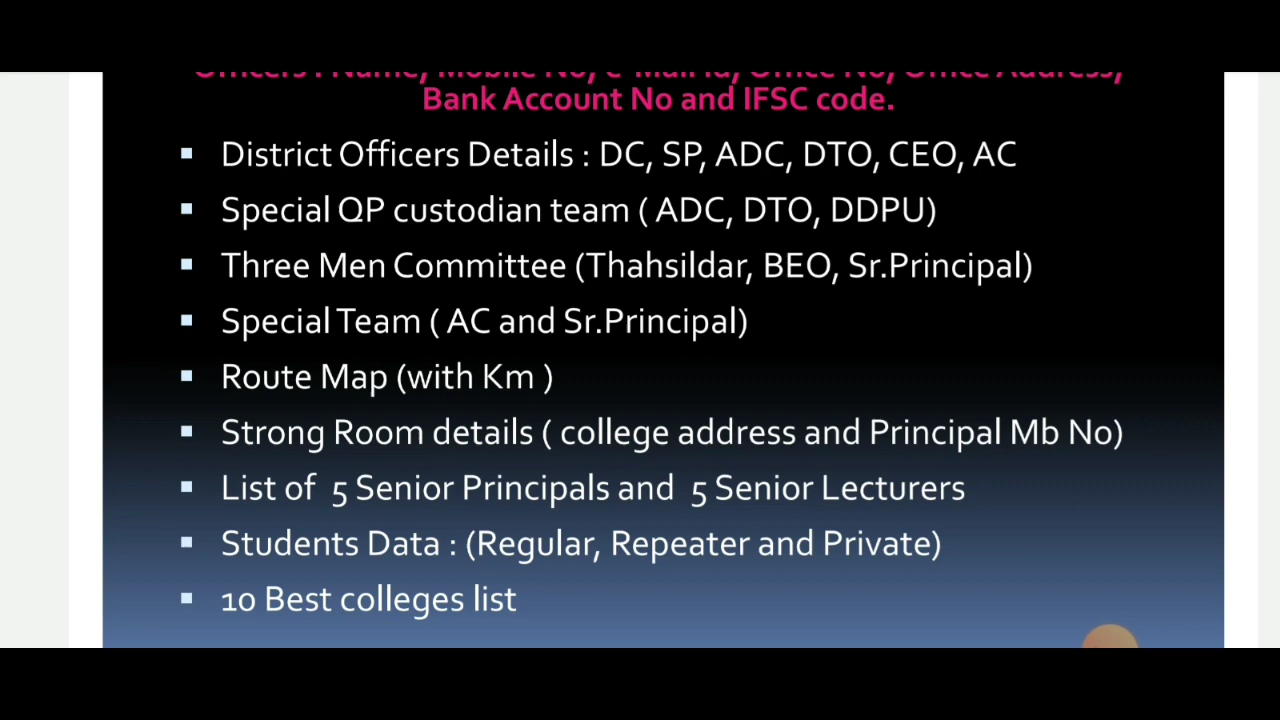 Officers : Name, Mobile No, e-Mail id, Office No, Office Address,
Bank Account No and IFSC code.
District Officers Details : DC, SP, ADC, DTO, CEO, AC
Special QP custodian team ( ADC, DTO, DDPU)
Three Men Committee (Thahsildar, BEO, Sr.Principal)
Special Team ( AC and Sr.Principal)
Route Map (with Km )
Strong Room details ( college address and Principal Mb No)
List of 5 Senior Principals and 5 Senior Lecturers
Students Data : (Regular, Repeater and Private)
10 Best colleges list